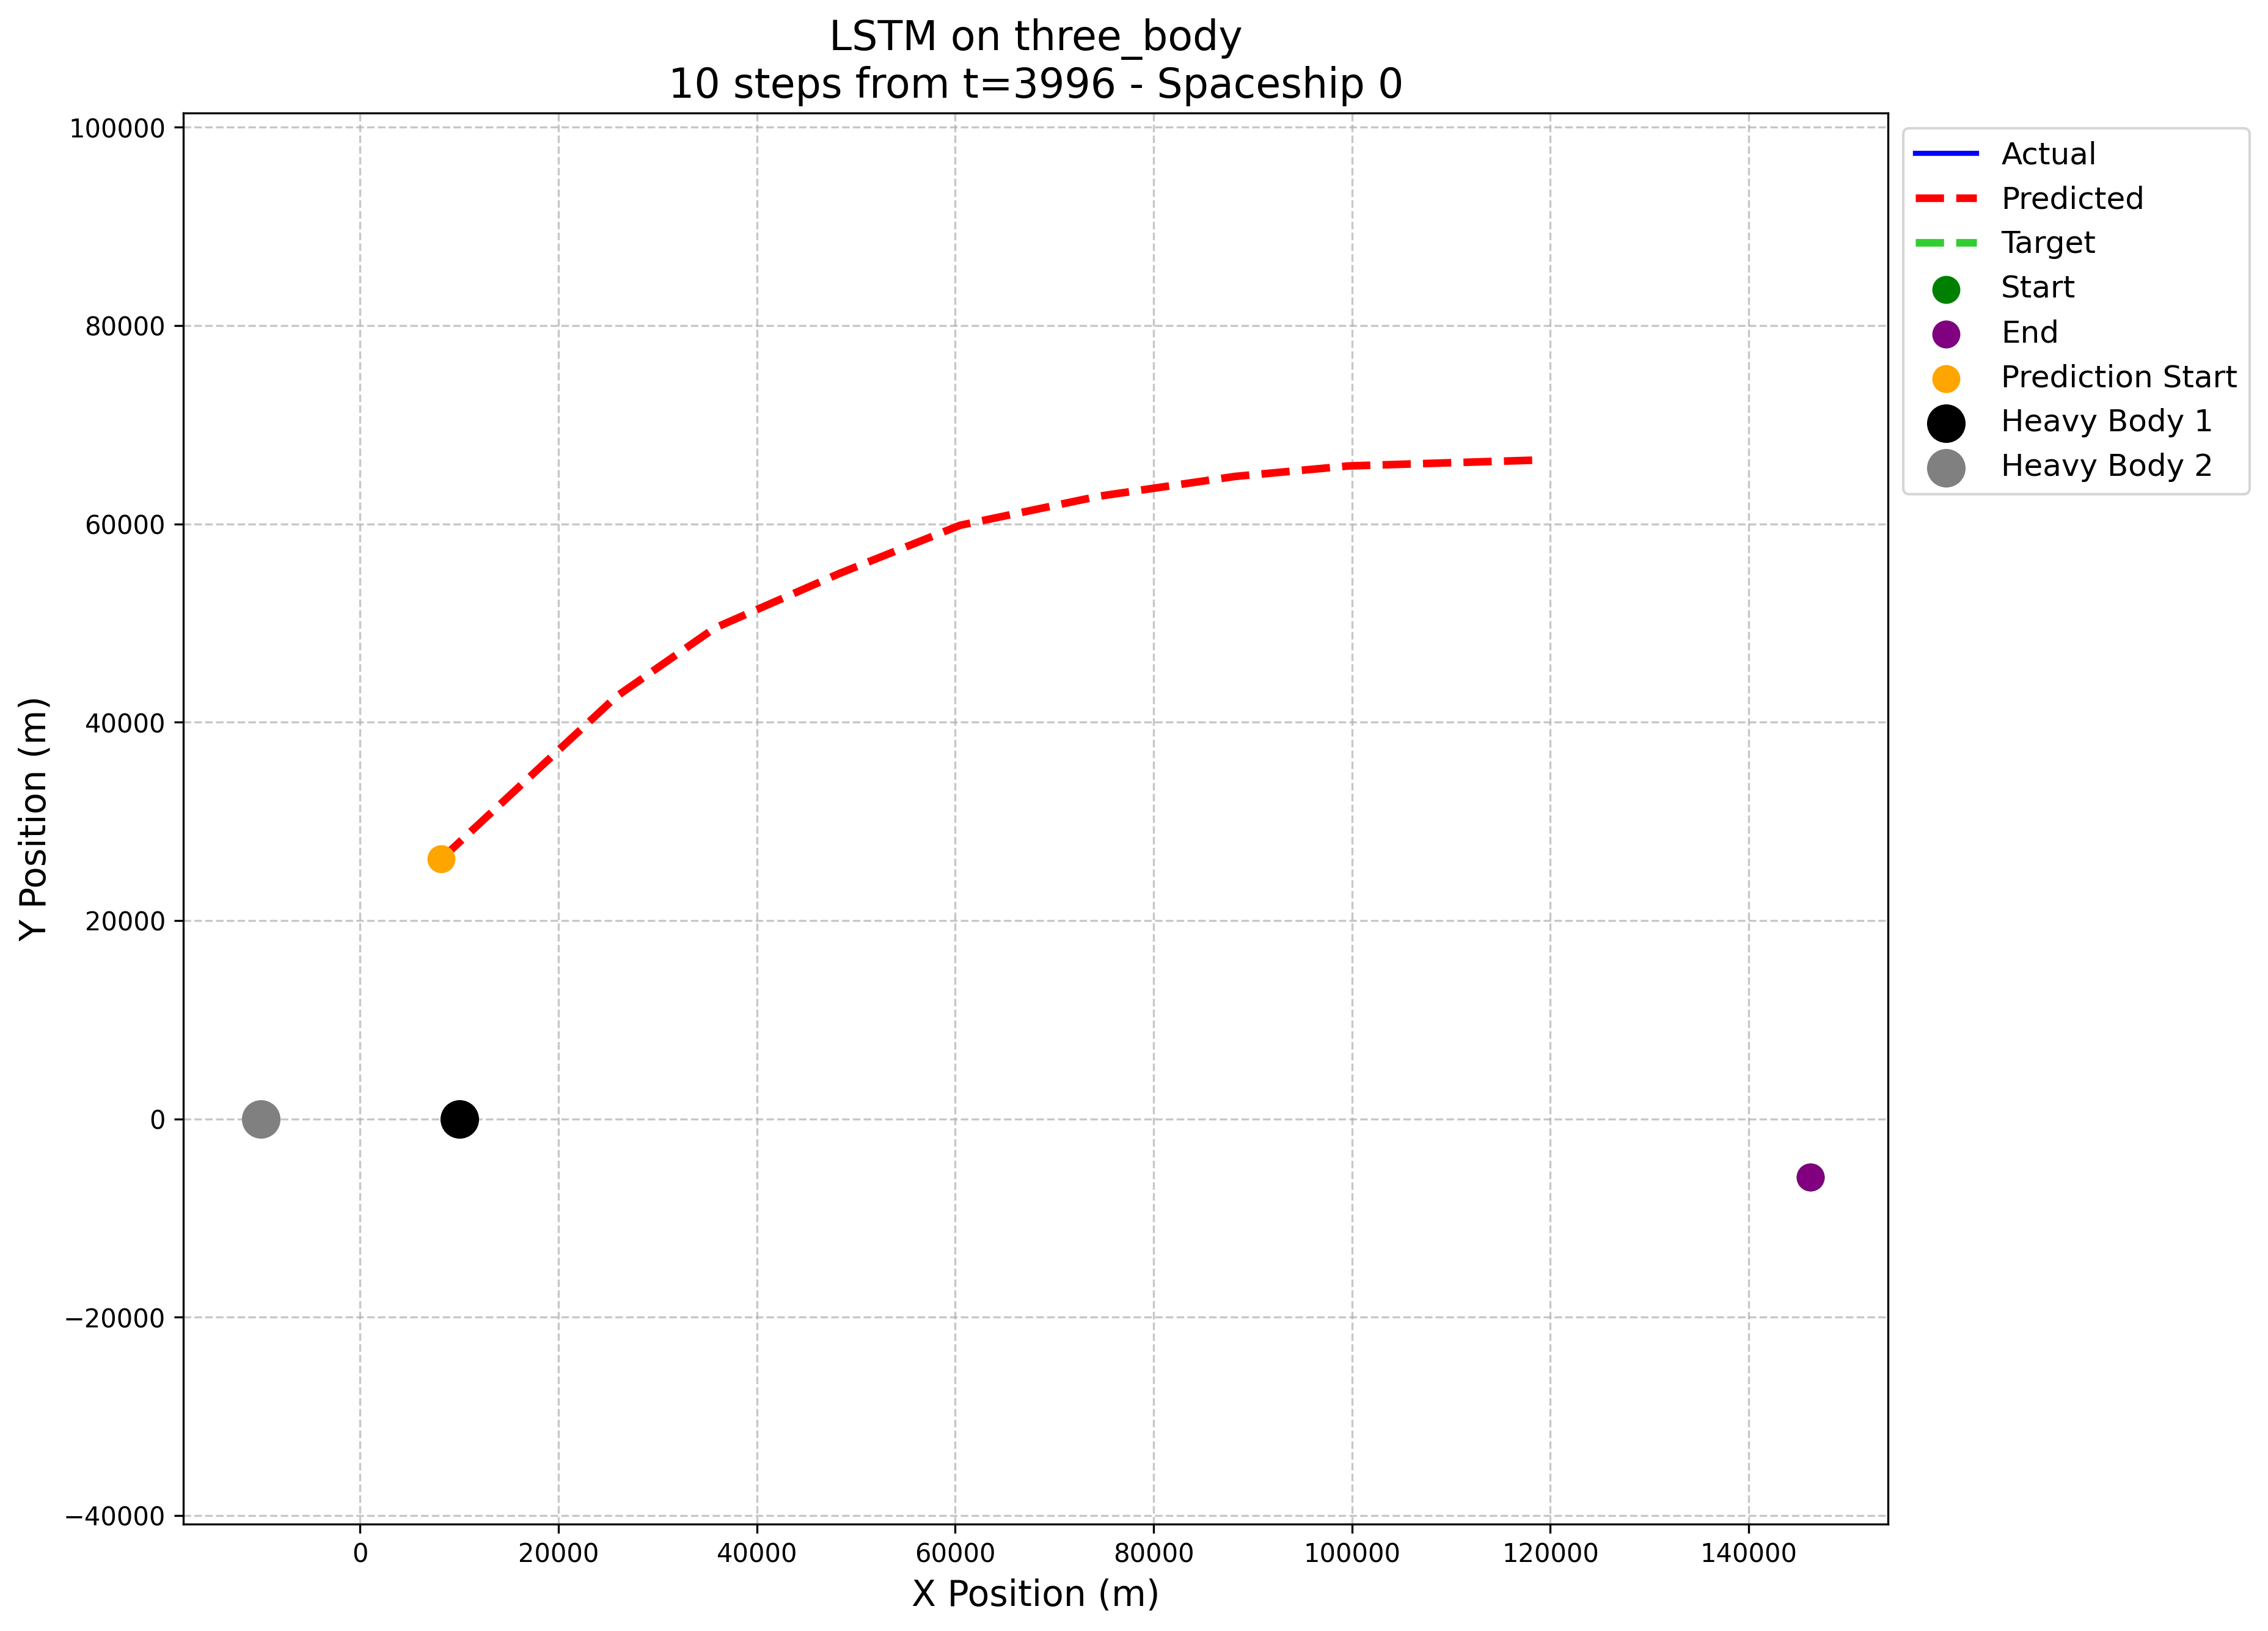 LSTM on three_body
10 steps from t=3996 - Spaceship 0
100000
80000
60000
40000
20000
0
−20000
−40000
Y Position (m)
0
20000
40000
60000
80000
100000
120000
140000
X Position (m)
Actual
Predicted
Target
Start
End
Prediction Start
Heavy Body 1
Heavy Body 2